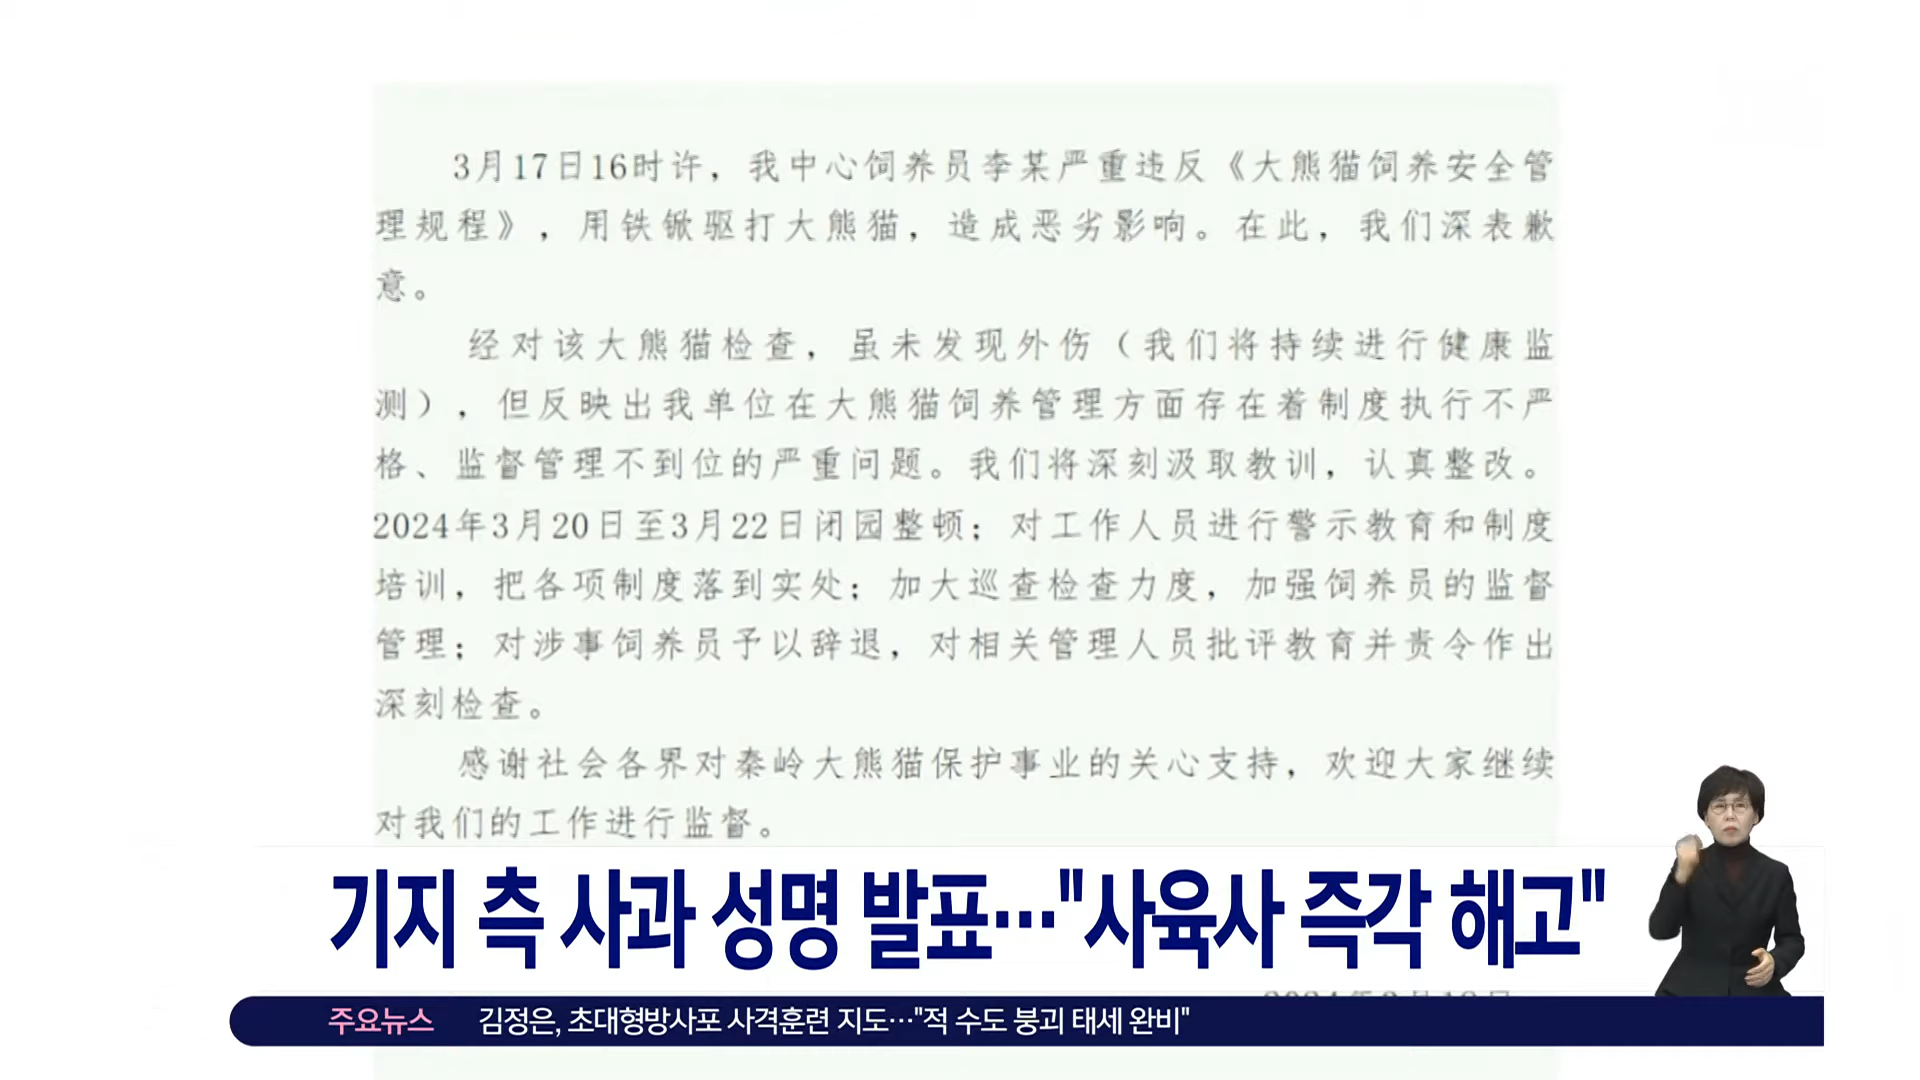 3月17日16时许，我中心饲养员李某严重违反《大熊猫饲养安全管
理规程》，用铁锨驱打大熊猫，造成恶劣影响。在此，我们深表歉
意。
经对该大熊猫检查，虽未发现外伤（我们将持续进行健康监
测），但反映出我单位在大熊猫饲养管理方面存在着制度执行不严
格、监督管理不到位的严重问题。我们将深刻汲取教训，认真整改。
2024年3月20日至3月22日闭园整顿；对工作人员进行警示教育和制度
培训，把各项制度落到实处；加大巡查检查力度，加强饲养员的监督
管理；对涉事饲养员予以辞退，对相关管理人员批评教育并责令作出
深刻检查。
感谢社会各界对秦岭大熊猫保护事业的关心支持，欢迎大家继续
对我们的工作进行监督。
기지 측 사과 성명 발표…"사육사 즉각 해고"
주요뉴스 김정은, 초대형방사포 사격훈련 지도…"적 수도 붕괴 태세 완비"